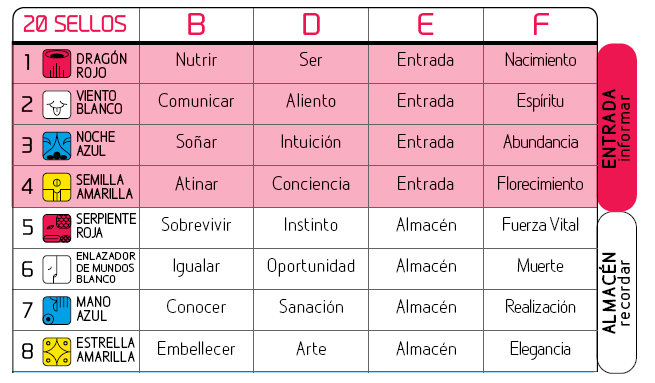 20 SELLOS B D E F
1 DRAGÓN ROJO Nutrir Ser Entrada Nacimiento
2 VIENTO BLANCO Comunicar Aliento Entrada Espíritu
3 NOCHE AZUL Soñar Intuición Entrada Abundancia
4 SEMILLA AMARILLA Atinar Conciencia Entrada Florecimiento
5 SERPIENTE ROJA Sobrevivir Instinto Almacén Fuerza Vital
6 ENLAZADOR DE MUNDOS BLANCO Igualar Oportunidad Almacén Muerte
7 MANO AZUL Conocer Sanación Almacén Realización
8 ESTRELLA AMARILLA Embellecer Arte Almacén Elegancia
ENTRADA
informar
ALMACÉN
recordar